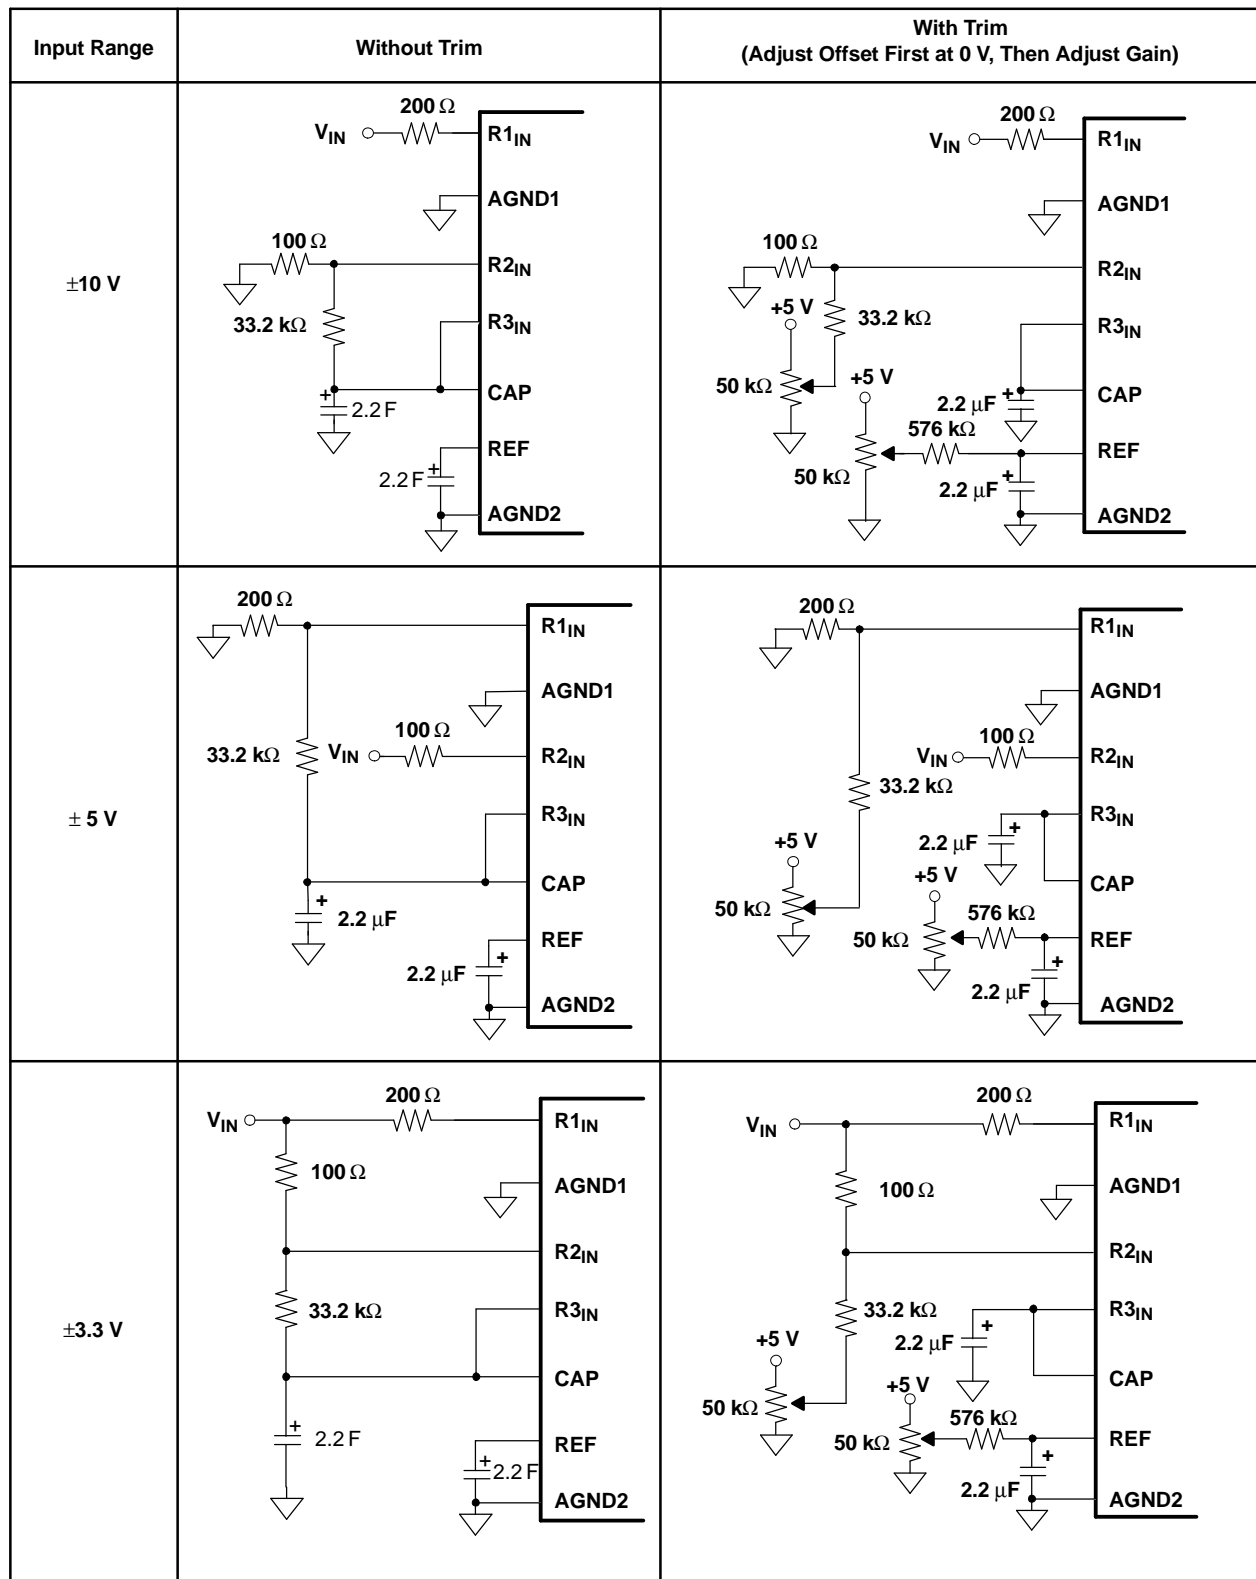 Input Range
Without Trim
With Trim
(Adjust Offset First at 0 V, Then Adjust Gain)
±10 V
200 Ω
VIN
R1IN
AGND1
100 Ω
R2IN
33.2 kΩ
R3IN
CAP
+
2.2 F
REF
+
2.2 F
AGND2
200 Ω
VIN
R1IN
AGND1
100 Ω
R2IN
+5 V
33.2 kΩ
R3IN
50 kΩ
+5 V
CAP
+
2.2 µF
576 kΩ
REF
50 kΩ
+
2.2 µF
AGND2
± 5 V
200 Ω
R1IN
AGND1
100 Ω
33.2 kΩ
VIN
R2IN
R3IN
CAP
+
2.2 µF
REF
+
2.2 µF
AGND2
200 Ω
R1IN
AGND1
100 Ω
VIN
R2IN
33.2 kΩ
R3IN
+
2.2 µF
+5 V
+5 V
CAP
50 kΩ
576 kΩ
50 kΩ
REF
+
2.2 µF
AGND2
±3.3 V
200 Ω
VIN
R1IN
100 Ω
AGND1
R2IN
33.2 kΩ
R3IN
CAP
+
2.2 F
REF
+
2.2 F
AGND2
200 Ω
VIN
R1IN
100 Ω
AGND1
R2IN
33.2 kΩ
R3IN
+
2.2 µF
+5 V
CAP
+5 V
50 kΩ
576 kΩ
50 kΩ
REF
+
2.2 µF
AGND2